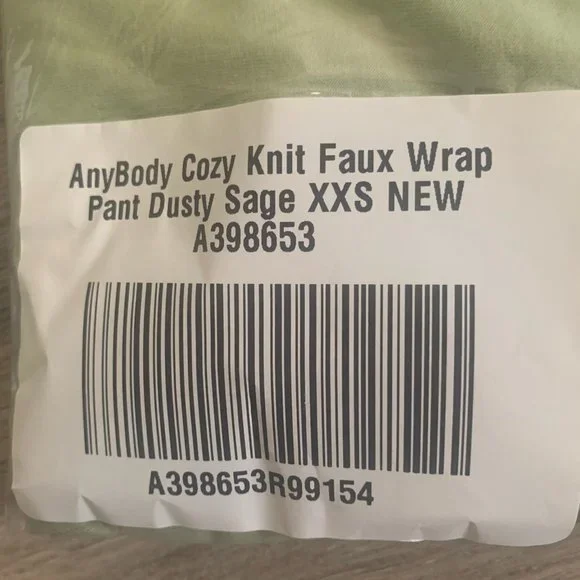 AnyBody Cozy Knit Faux Wrap
Pant Dusty Sage XXS NEW
A398653
A398653R99154